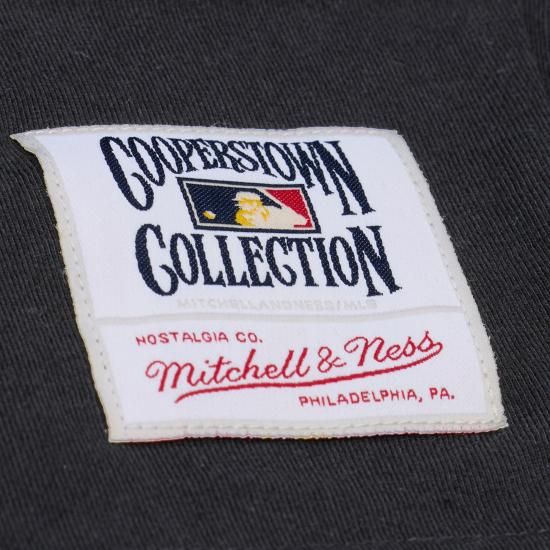 COOPERSTOWN
COLLECTION
MITCHELLANDNESS/MLB
NOSTALGIA CO.
Mitchell & Ness
PHILADELPHIA, PA.